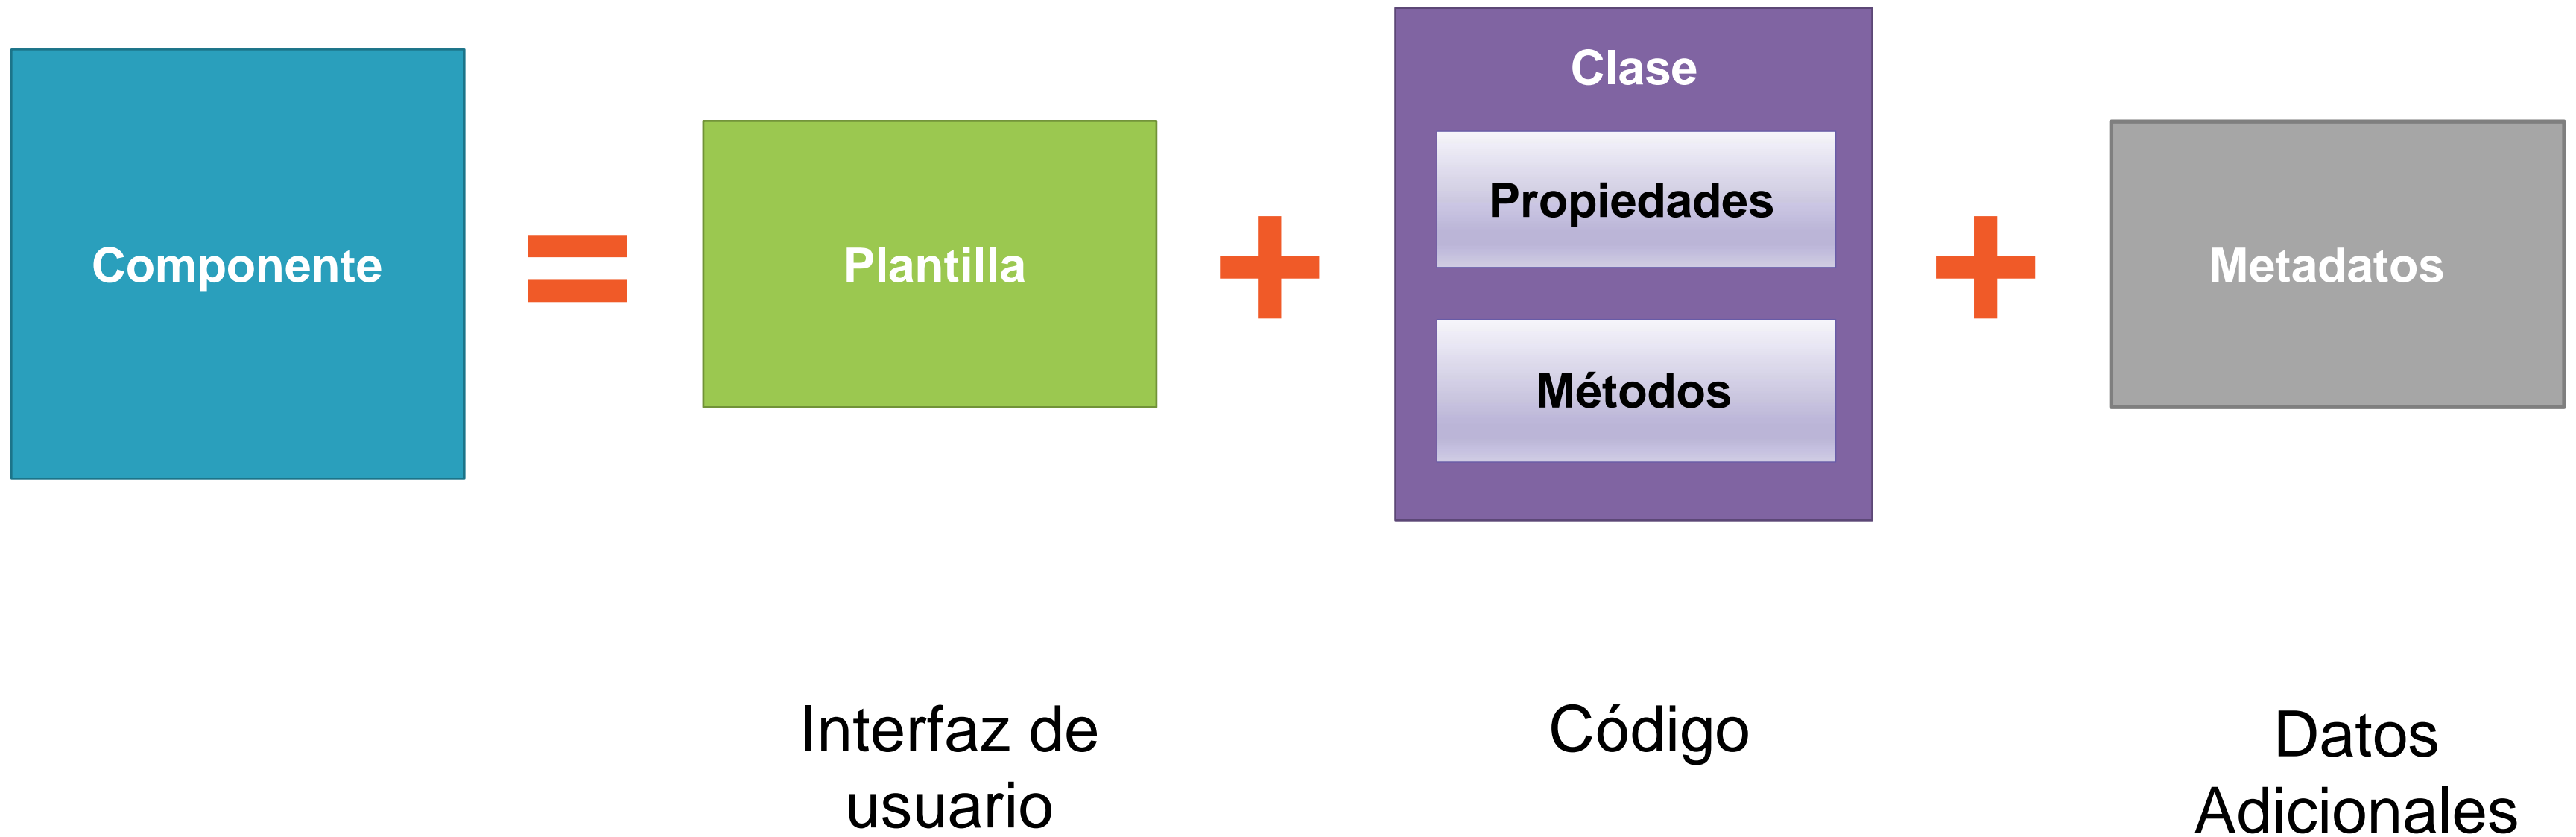 Componente
=
Plantilla
+
Clase
Propiedades
Métodos
+
Metadatos
Interfaz de
usuario
Código
Datos
Adicionales